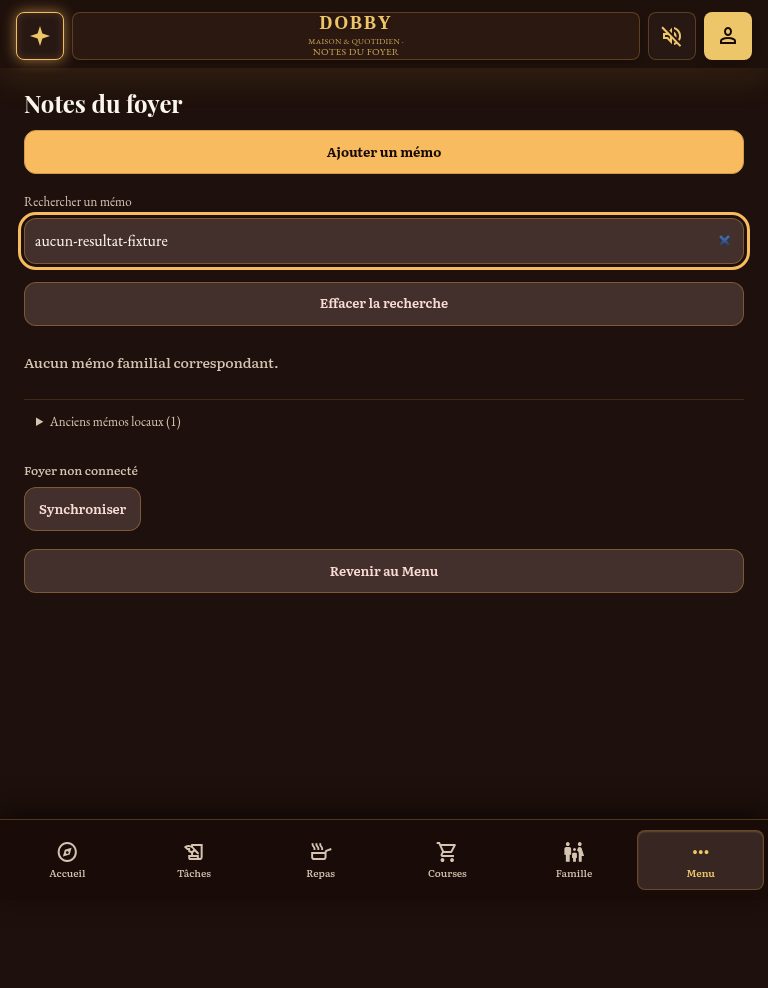 DOBBY
MAISON & QUOTIDIEN ·
NOTES DU FOYER
Notes du foyer
Ajouter un mémo
Rechercher un mémo
aucun-resultat-fixture
Effacer la recherche
Aucun mémo familial correspondant.
Anciens mémos locaux (1)
Foyer non connecté
Synchroniser
Revenir au Menu
Accueil
Tâches
Repas
Courses
Famille
Menu